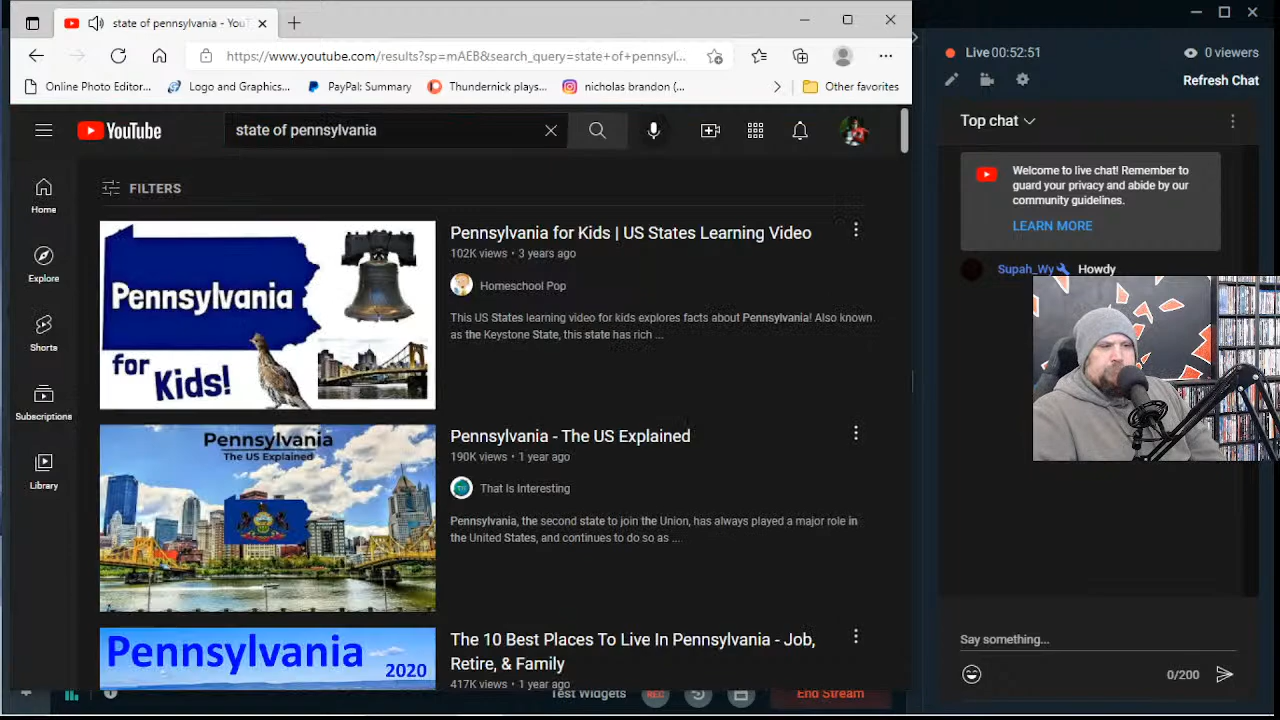 state of pennsylvania - YouT
https://www.youtube.com/results?sp=mAEB&search_query=state+of+pennsyl...
Online Photo Editor...
Logo and Graphics...
PayPal: Summary
Thundernick plays...
nicholas brandon (...
Other favorites
YouTube
state of pennsylvania
FILTERS
Home
Explore
Shorts
Subscriptions
Library
Pennsylvania
for
Kids!
Pennsylvania for Kids | US States Learning Video
102K views • 3 years ago
Homeschool Pop
This US States learning video for kids explores facts about Pennsylvania! Also known
as the Keystone State, this state has rich ...
Pennsylvania
The US Explained
Pennsylvania - The US Explained
190K views • 1 year ago
That Is Interesting
Pennsylvania, the second state to join the Union, has always played a major role in
the United States, and continues to do so as ....
Pennsylvania
2020
The 10 Best Places To Live In Pennsylvania - Job,
Retire, & Family
417K views • 1 year ago
Test Widgets
REC
End Stream
Live 00:52:51
0 viewers
Refresh Chat
Top chat
Welcome to live chat! Remember to
guard your privacy and abide by our
community guidelines.
LEARN MORE
Supah_Wy Howdy
Say something...
0/200